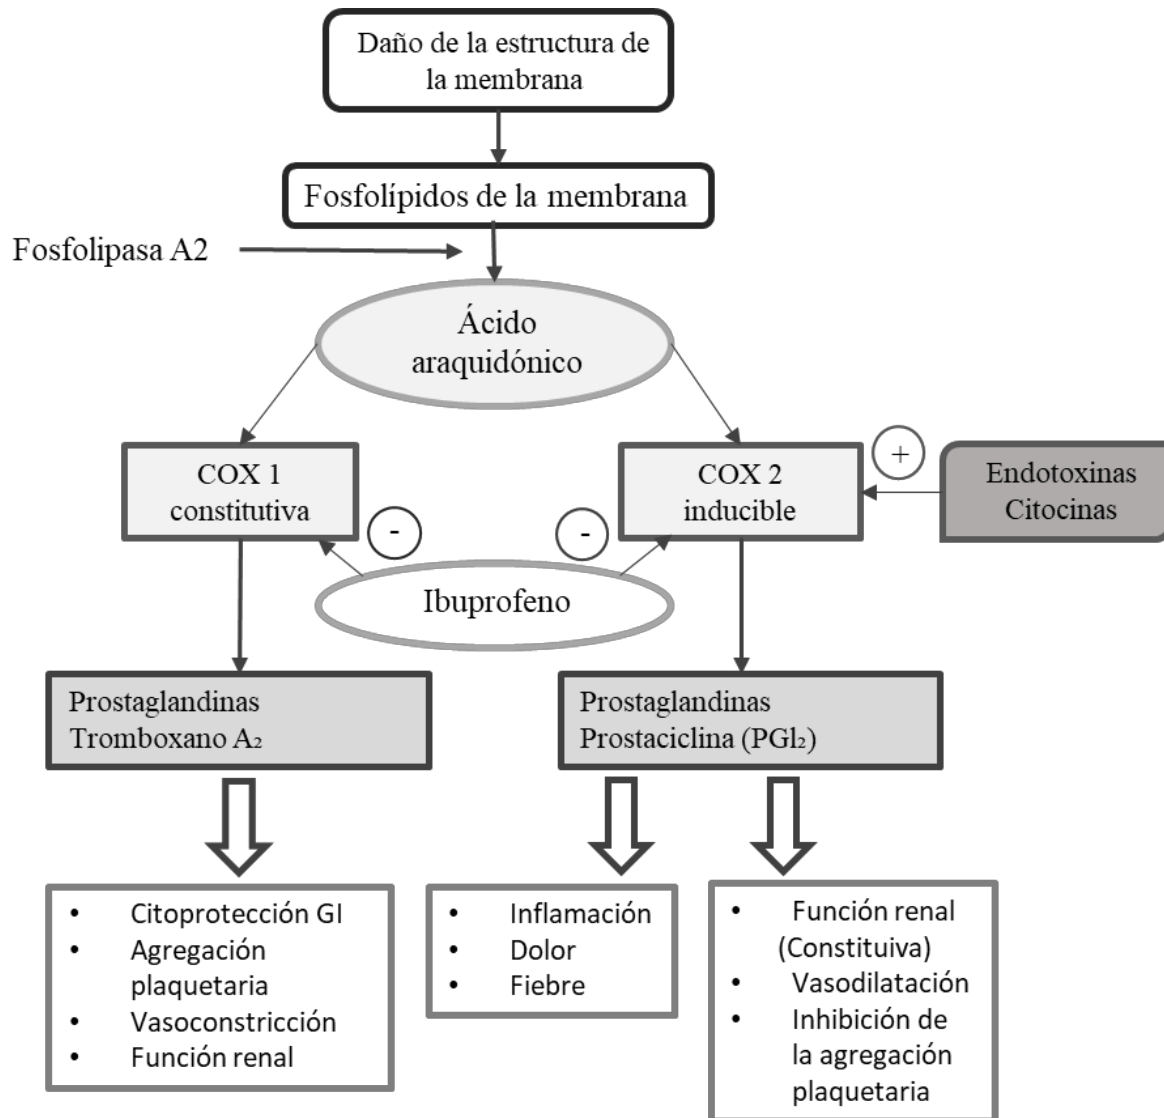 Daño de la estructura de
la membrana
Fosfolípidos de la membrana
Fosfolipasa A2
Ácido
araquidónico
COX 1
constitutiva
COX 2
inducible
+
Endotoxinas
Citocinas
-
-
Ibuprofeno
Prostaglandinas
Tromboxano A₂
Prostaglandinas
Prostaciclina (PGl₂)
• Citoprotección GI
• Agregación
plaquetaria
• Vasoconstricción
• Función renal
• Inflamación
• Dolor
• Fiebre
• Función renal
(Constituiva)
• Vasodilatación
• Inhibición de
la agregación
plaquetaria